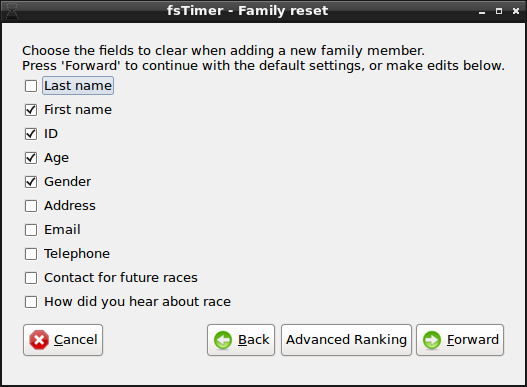 fsTimer - Family reset
Choose the fields to clear when adding a new family member.
Press 'Forward' to continue with the default settings, or make edits below.
Last name
First name
ID
Age
Gender
Address
Email
Telephone
Contact for future races
How did you hear about race
Cancel
Back
Advanced Ranking
Forward